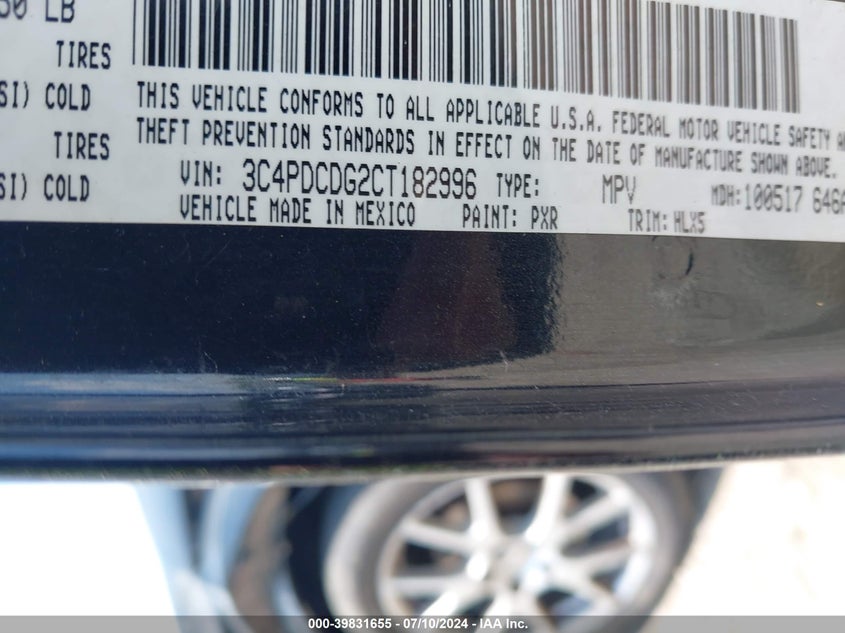 50 LB
TIRES
SI) COLD
TIRES
SI) COLD
THIS VEHICLE CONFORMS TO ALL APPLICABLE U.S.A. FEDERAL MOTOR VEHICLE SAFETY
THEFT PREVENTION STANDARDS IN EFFECT ON THE DATE OF MANUFACTURE SHOWN ABOVE.
VIN: 3C4PDCDG2CT182996 TYPE: MPV MDH:100517 646A
VEHICLE MADE IN MEXICO PAINT: PXR TRIM: HLX5
000-39831655 - 07/10/2024 - IAA Inc.